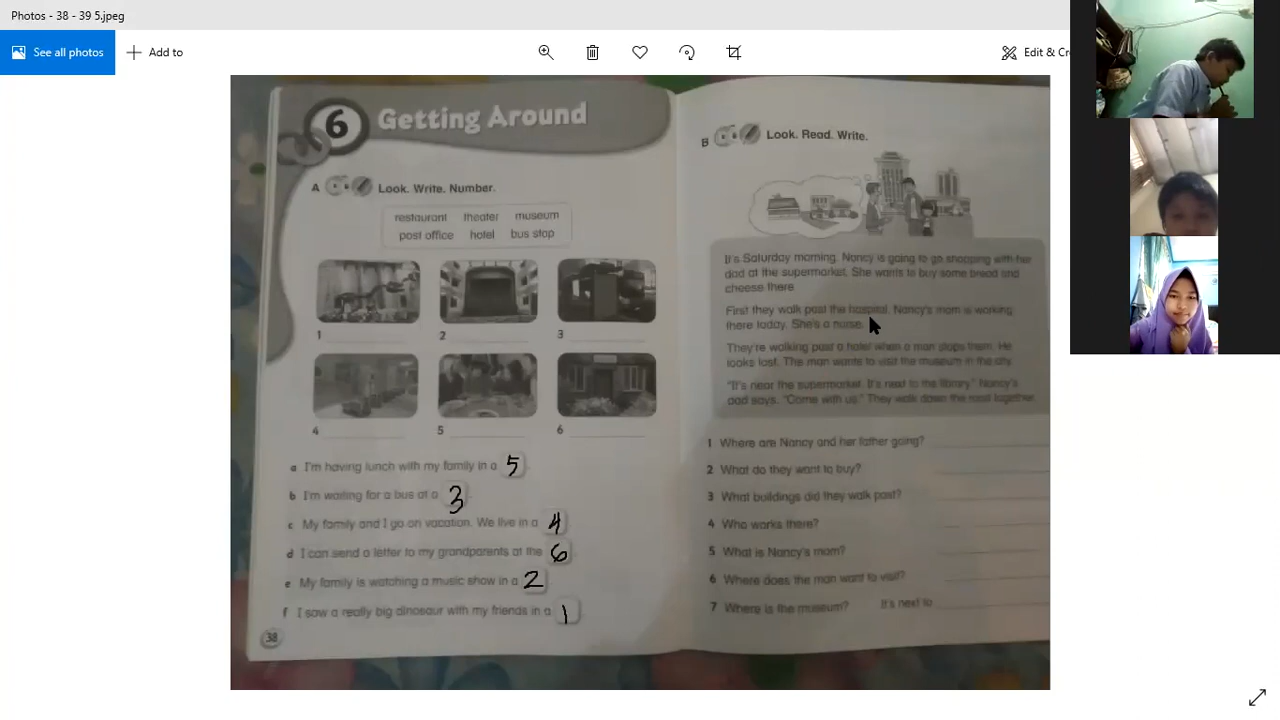 Photos - 38 - 39 5.jpeg
See all photos
Add to
Edit & Cr
6
Getting Around
A Look. Write. Number.
restaurant theater museum
post office hotel bus stop
1
2
3
4
5
6
a I'm having lunch with my family in a 5
b I'm waiting for a bus at a 3
c My family and I go on vacation. We live in a 4
d I can send a letter to my grandparents at the 6
e My family is watching a music show in a 2
f I saw a really big dinosaur with my friends in a 1
38
B Look. Read. Write.
It's Saturday morning. Nancy is going to go shopping with her
dad at the supermarket. She wants to buy some bread and
cheese there.
First they walk past the hospital. Nancy's mom is working
there today. She's a nurse.
They're walking past a hotel when a man stops them. He
looks lost. The man wants to visit the museum in the city.
"It's near the supermarket. It's next to the library." Nancy's
dad says. "Come with us." They walk down the road together.
1 Where are Nancy and her father going?
2 What do they want to buy?
3 What buildings did they walk past?
4 Who works there?
5 What is Nancy's mom?
6 Where does the man want to visit?
7 Where is the museum? It's next to